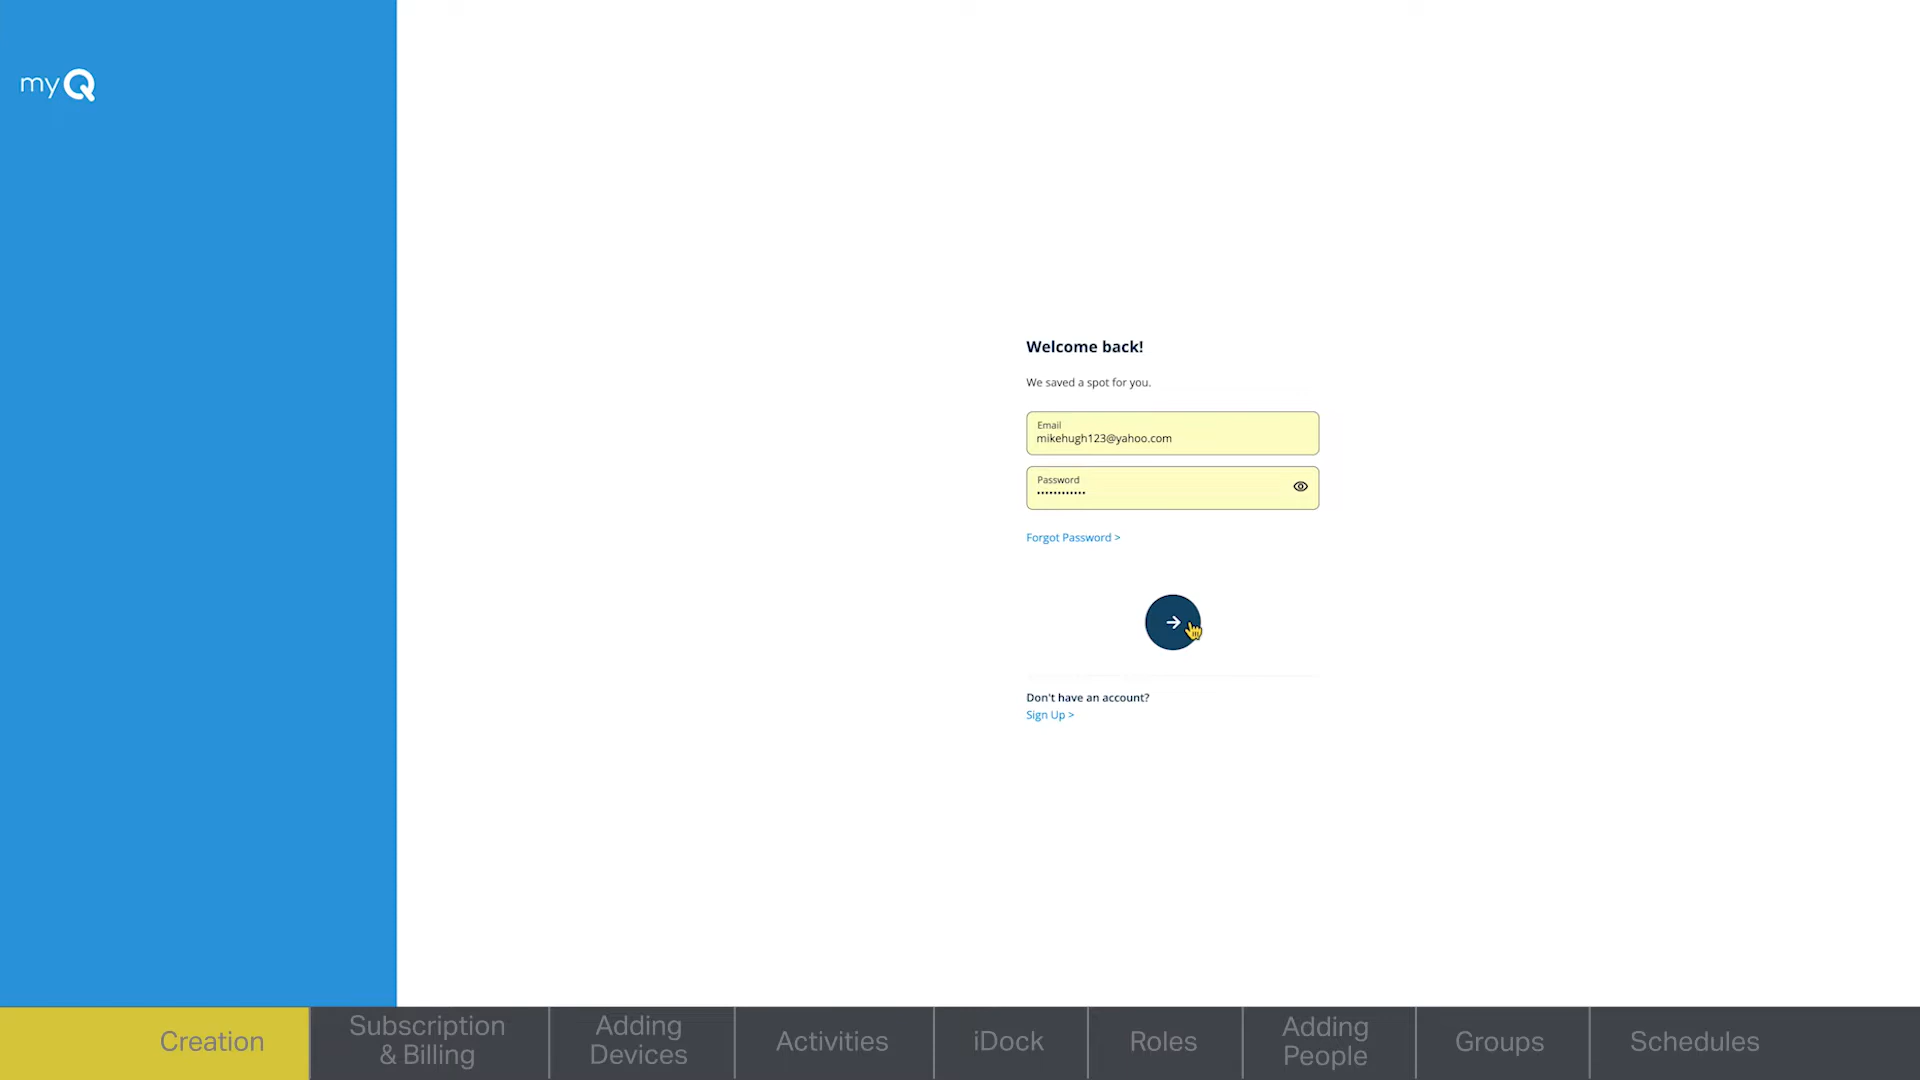 myQ
Welcome back!
We saved a spot for you.
Email
mikehugh123@yahoo.com
Password
••••••••••••
Forgot Password >
Don't have an account?
Sign Up >
Creation
Subscription
& Billing
Adding
Devices
Activities
iDock
Roles
Adding
People
Groups
Schedules